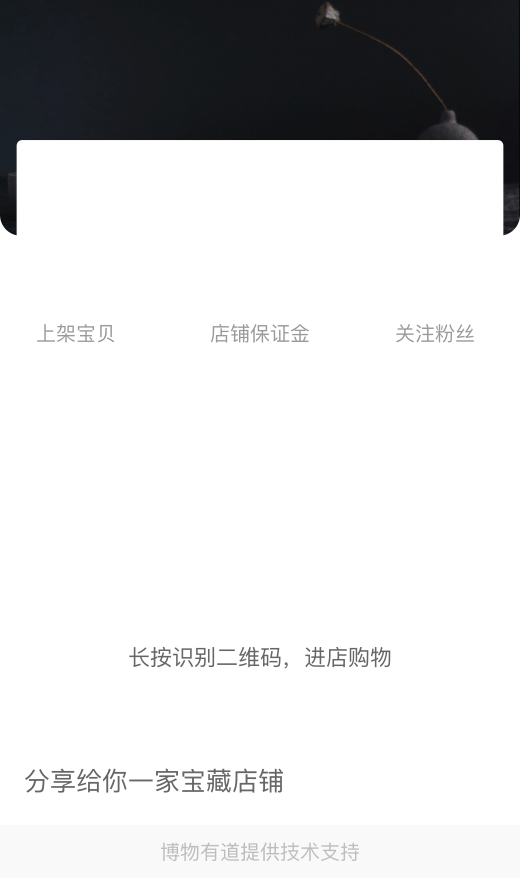 上架宝贝
店铺保证金
关注粉丝
长按识别二维码，进店购物
分享给你一家宝藏店铺
博物有道提供技术支持